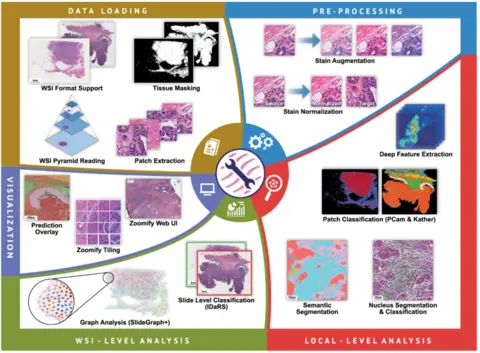 DATA LOADING
PRE-PROCESSING
WSI Format Support
Tissue Masking
WSI Pyramid Reading
Patch Extraction
Stain Augmentation
Source
Normalized
Target
Stain Normalization
Deep Feature Extraction
Patch Classification (PCam & Kather)
Semantic
Segmentation
Nucleus Segmentation
& Classification
VISUALIZATION
Prediction
Overlay
Zoomify Tiling
Zoomify Web UI
Slide Level Classification
(IDaRS)
Graph Analysis (SlideGraph+)
WSI-LEVEL ANALYSIS
LOCAL-LEVEL ANALYSIS